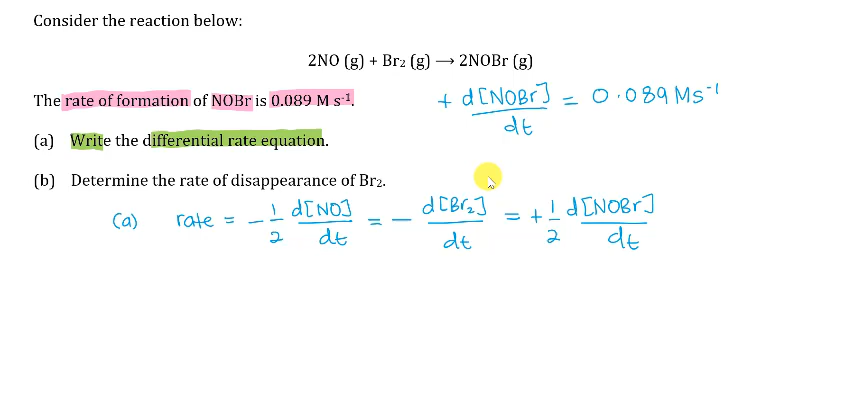 Consider the reaction below:
2NO (g) + Br₂ (g) ⟶ 2NOBr (g)
The rate of formation of NOBr is 0.089 M s⁻¹.
+ d[NOBr]/dt = 0.089 Ms⁻¹
(a) Write the differential rate equation.
(b) Determine the rate of disappearance of Br₂.
(a) rate = - 1/2 d[NO]/dt = - d[Br₂]/dt = + 1/2 d[NOBr]/dt